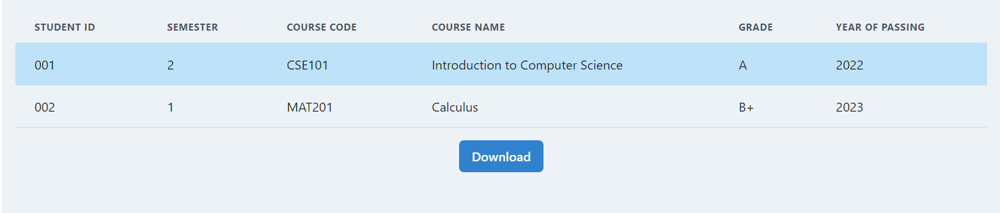 STUDENT ID SEMESTER COURSE CODE COURSE NAME GRADE YEAR OF PASSING
001 2 CSE101 Introduction to Computer Science A 2022
002 1 MAT201 Calculus B+ 2023
Download